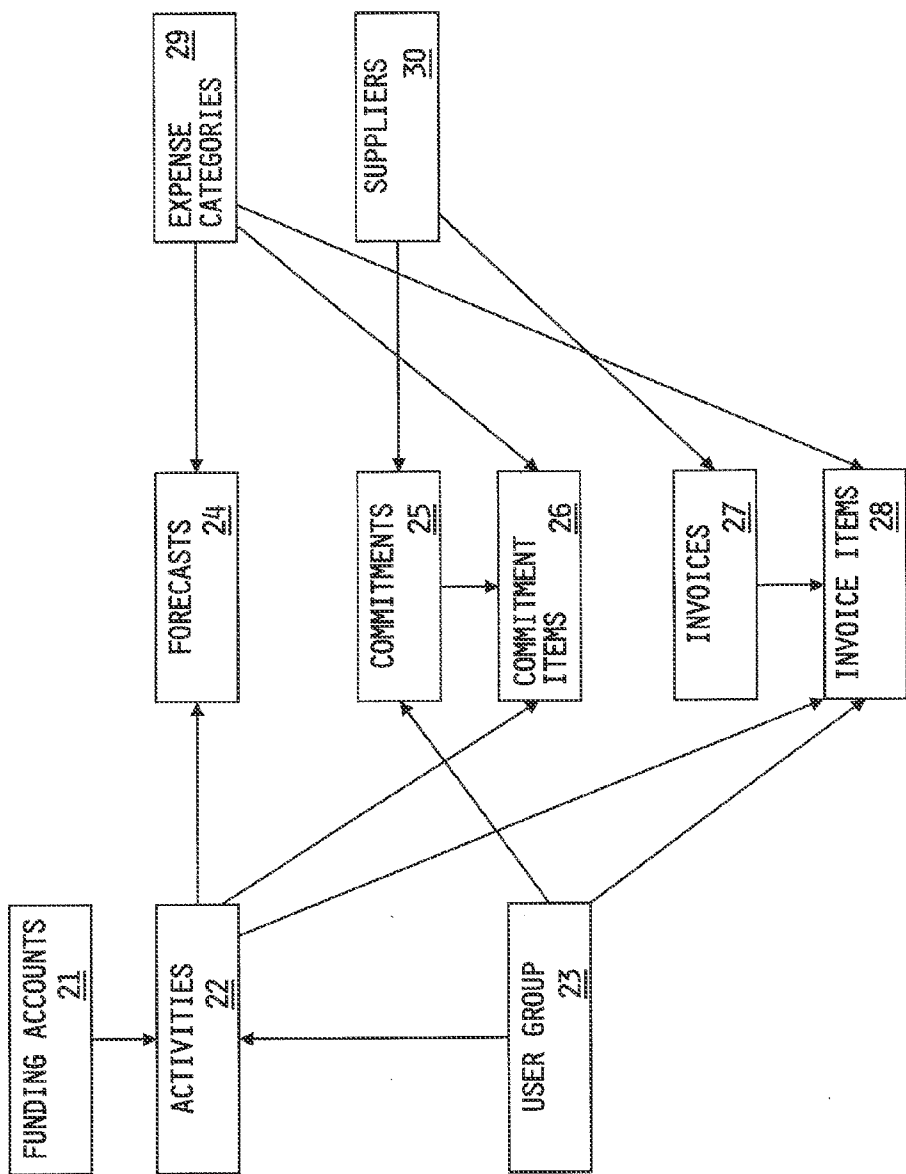 FUNDING ACCOUNTS
21
ACTIVITIES
22
USER GROUP
23
FORECASTS
24
COMMITMENTS
25
COMMITMENT
ITEMS
26
INVOICES
27
INVOICE ITEMS
28
EXPENSE
CATEGORIES
29
SUPPLIERS
30